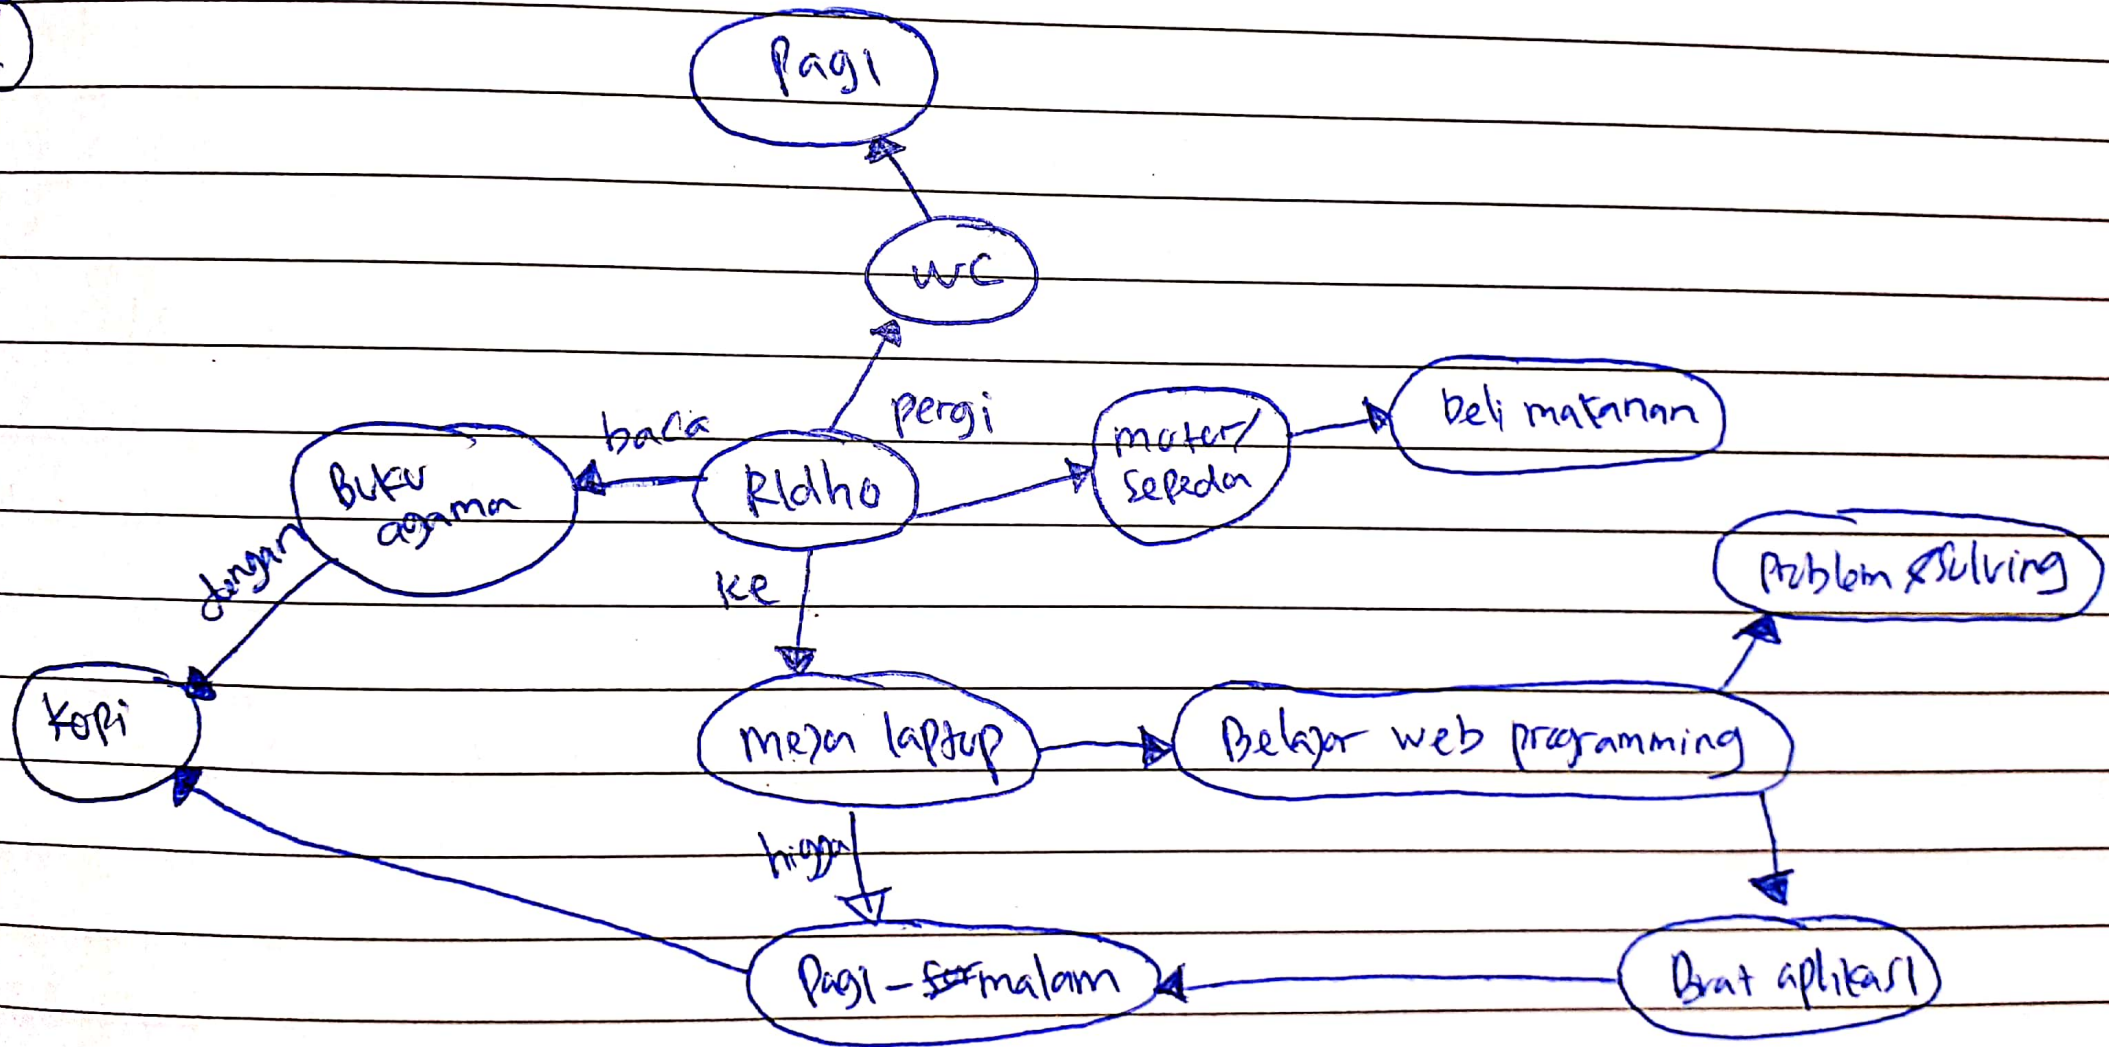 Pagi
WC
pergi
beli makanan
baca
motor/
sepeda
Buku
agama
Ridho
dengan
ke
Problem solving
Kopi
meja laptop
Belajar web programming
higga
Pagi - malam
Buat aplikasi